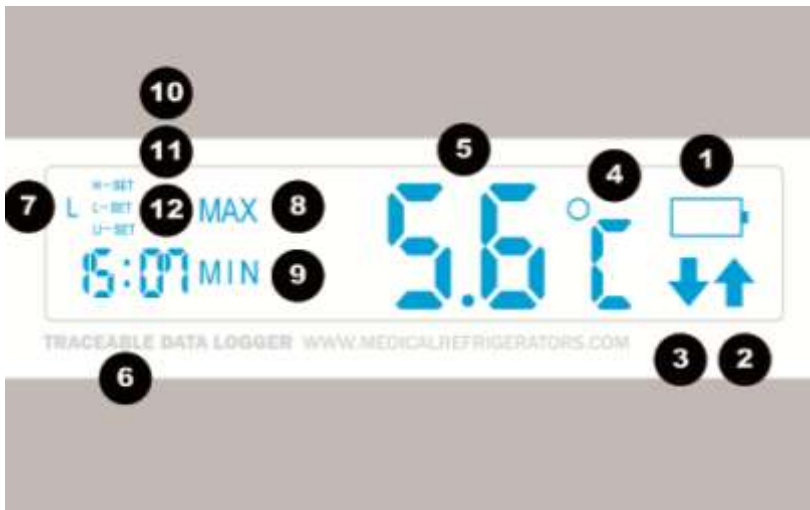 10
11
5
1
4
H-SET
7 L L-SET 12 MAX 8
U-SET
5.6 °C
15:07 MIN 9
TRACEABLE DATA LOGGER WWW.MEDICALREFRIGERATORS.COM
6
3 2